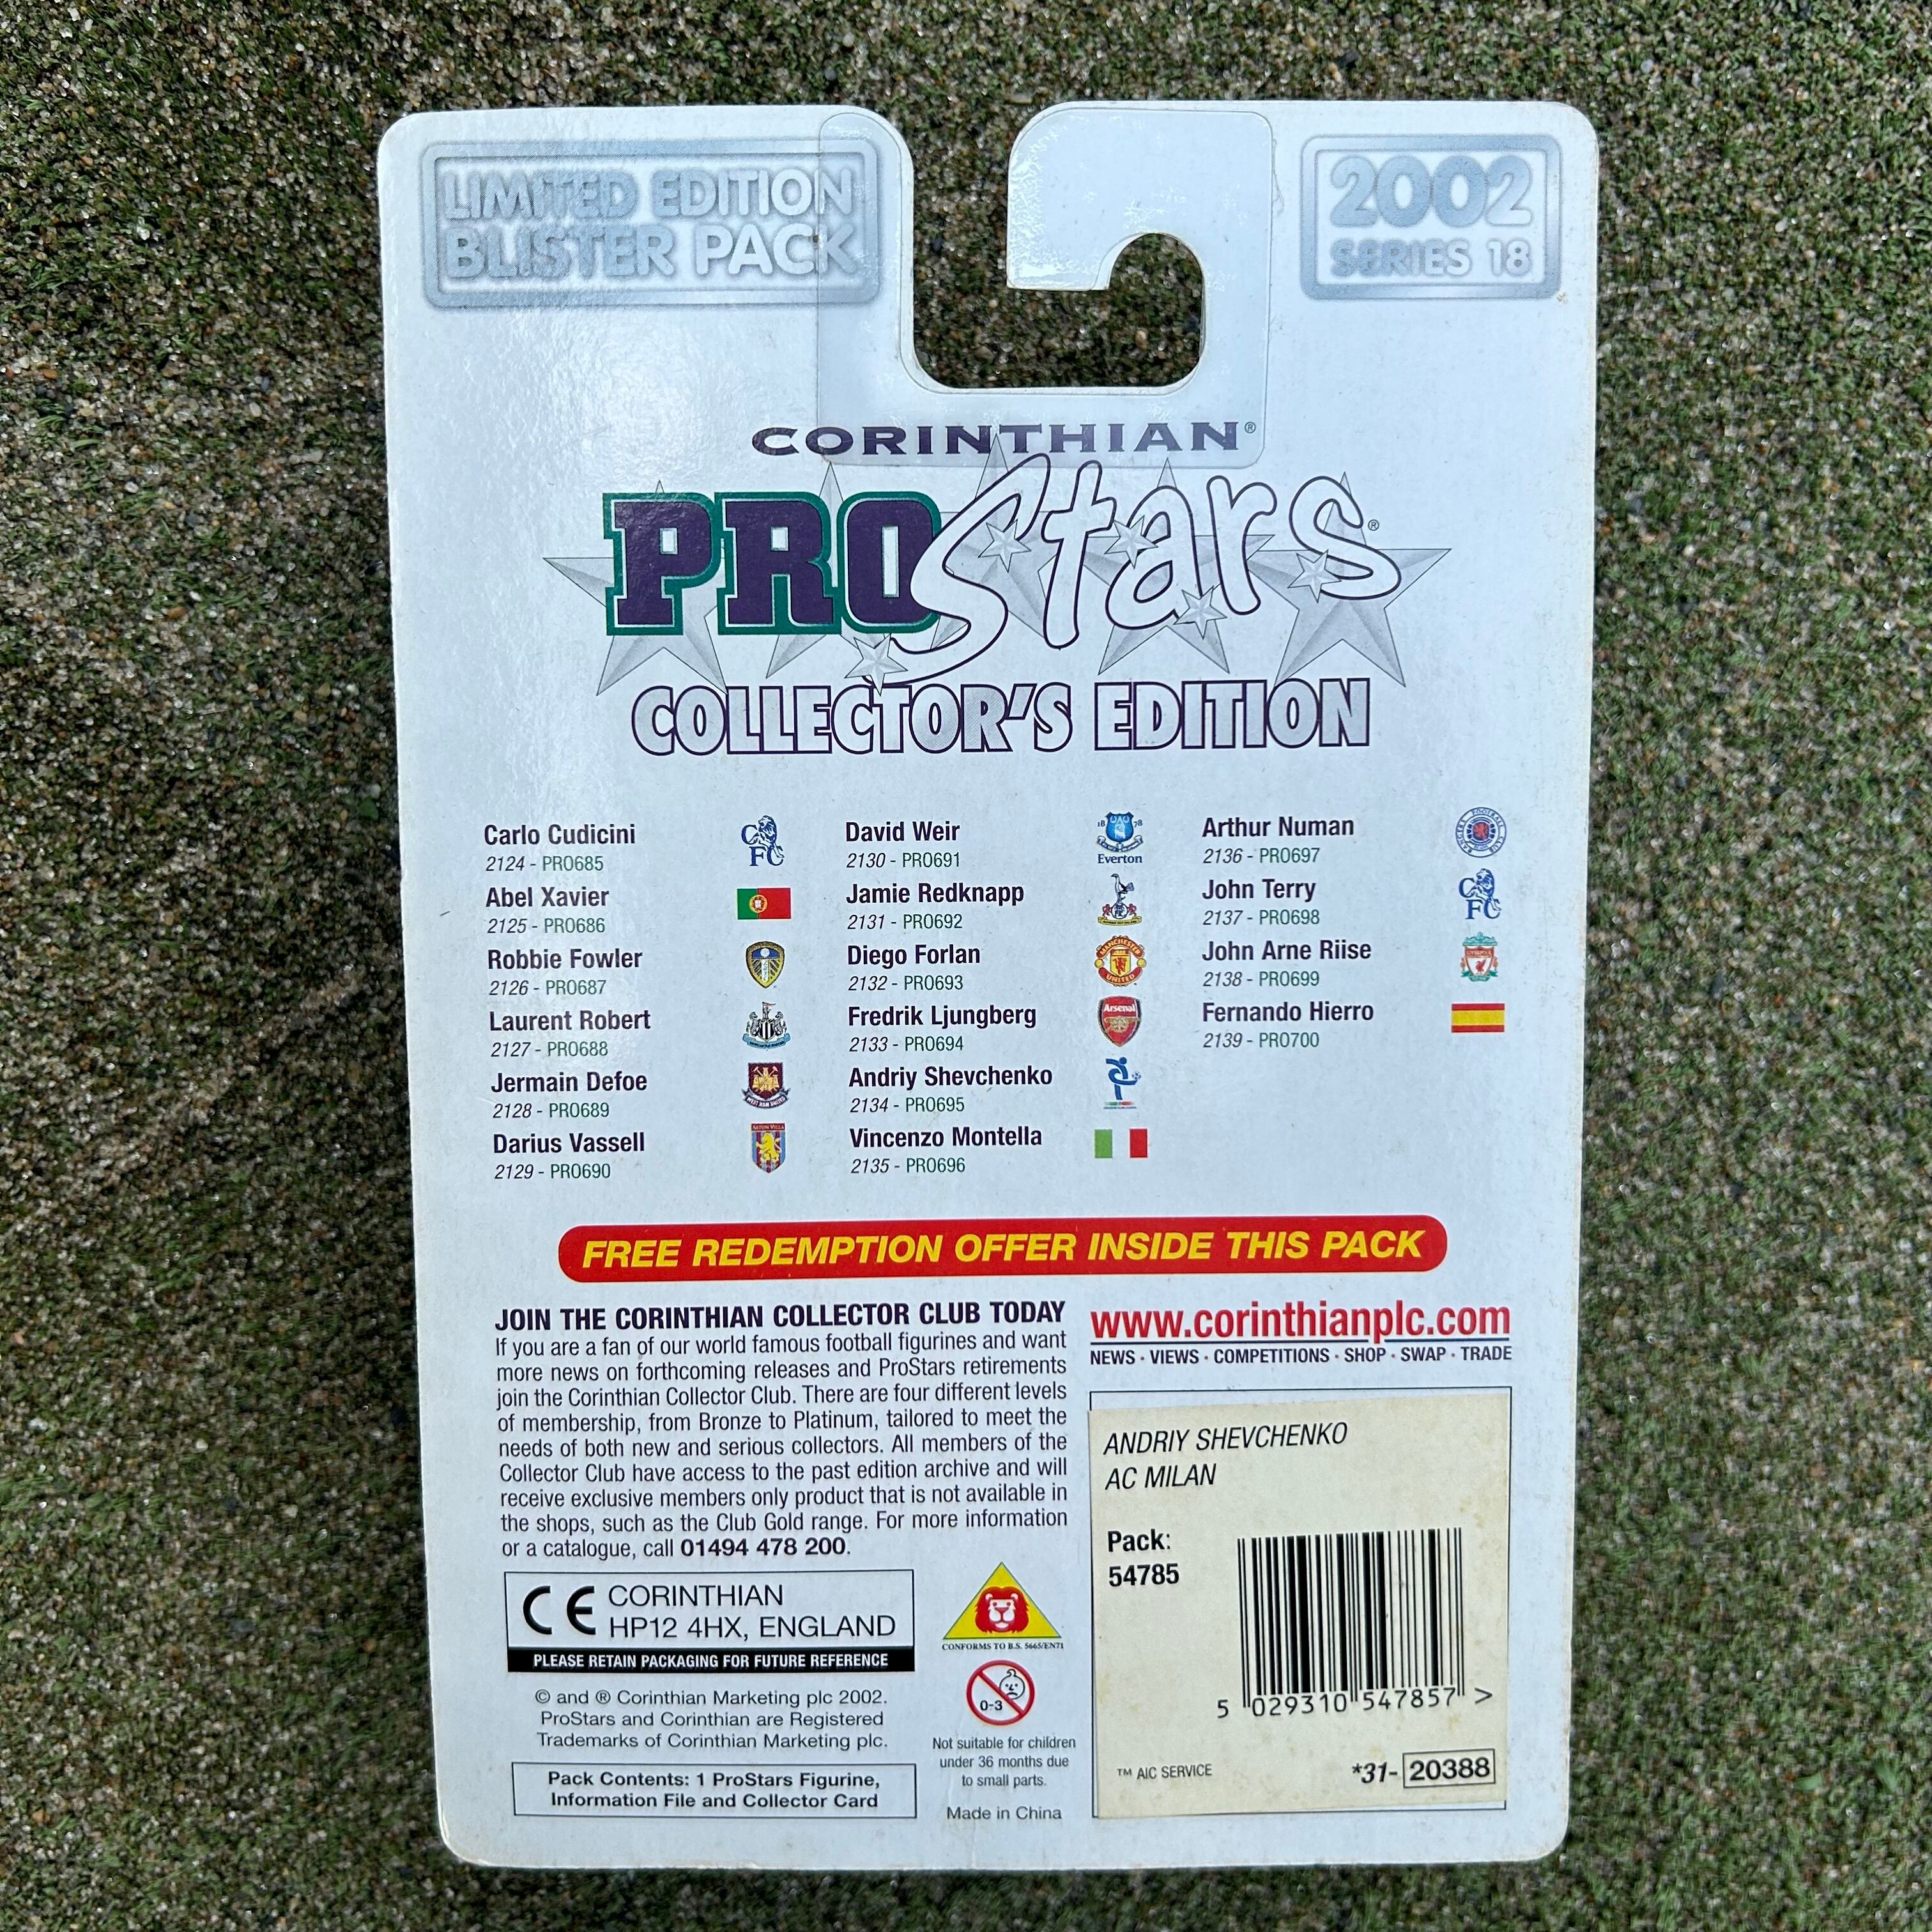 LIMITED EDITION
BLISTER PACK
2002
SERIES 18
CORINTHIAN®
PROStars®
COLLECTOR'S EDITION
Carlo Cudicini
2124 - PRO685
CFC
Abel Xavier
2125 - PRO686
Robbie Fowler
2126 - PRO687
Laurent Robert
2127 - PRO688
Jermain Defoe
2128 - PRO689
Darius Vassell
2129 - PRO690
ASTON VILLA
David Weir
2130 - PRO691
18 78
Everton
Jamie Redknapp
2131 - PRO692
Diego Forlan
2132 - PRO693
MANCHESTER
UNITED
Fredrik Ljungberg
2133 - PRO694
Arsenal
Andriy Shevchenko
2134 - PRO695
Vincenzo Montella
2135 - PRO696
Arthur Numan
2136 - PRO697
John Terry
2137 - PRO698
CFC
John Arne Riise
2138 - PRO699
Fernando Hierro
2139 - PRO700
FREE REDEMPTION OFFER INSIDE THIS PACK
JOIN THE CORINTHIAN COLLECTOR CLUB TODAY
If you are a fan of our world famous football figurines and want
more news on forthcoming releases and ProStars retirements
join the Corinthian Collector Club. There are four different levels
of membership, from Bronze to Platinum, tailored to meet the
needs of both new and serious collectors. All members of the
Collector Club have access to the past edition archive and will
receive exclusive members only product that is not available in
the shops, such as the Club Gold range. For more information
or a catalogue, call 01494 478 200.
CE CORINTHIAN
HP12 4HX, ENGLAND
PLEASE RETAIN PACKAGING FOR FUTURE REFERENCE
© and ® Corinthian Marketing plc 2002.
ProStars and Corinthian are Registered
Trademarks of Corinthian Marketing plc.
Pack Contents: 1 ProStars Figurine,
Information File and Collector Card
CONFORMS TO B.S. 5665/EN71
0-3
Not suitable for children
under 36 months due
to small parts.
Made in China
www.corinthianplc.com
NEWS · VIEWS · COMPETITIONS · SHOP · SWAP · TRADE
ANDRIY SHEVCHENKO
AC MILAN
Pack:
54785
5 029310 547857 >
™ AIC SERVICE
*31- 20388